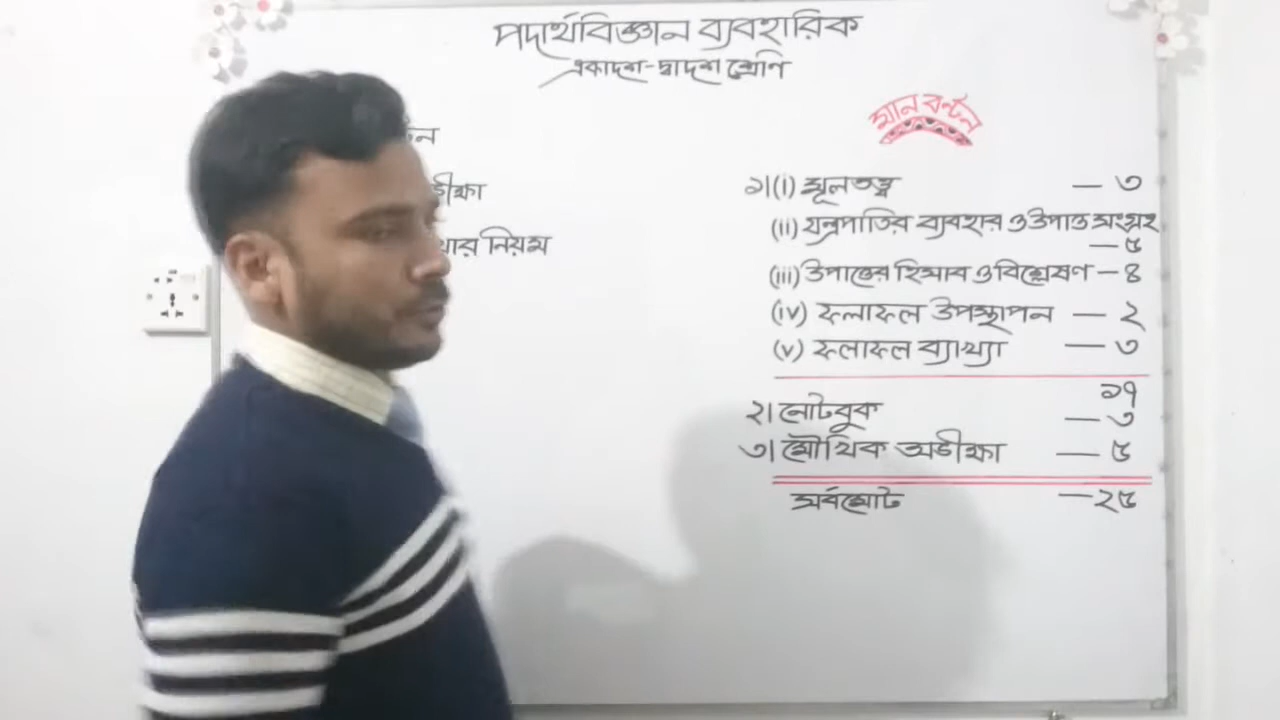 পদার্থবিজ্ঞান ব্যবহারিক
একাদশ-দ্বাদশ শ্রেণি
নিয়ম
মান বন্টন
১।(i) মূলতত্ত্ব — ৩
(ii) যন্ত্রপাতির ব্যবহার ও উপাত্ত সংগ্রহ
— ৫
(iii) উপাত্তের হিসাব ও বিশ্লেষণ — ৪
(iv) ফলাফল উপস্থাপন — ২
(v) ফলাফল ব্যাখ্যা — ৩
১৭
২। নোটবুক — ৩
৩। মৌখিক অভীক্ষা — ৫
সর্বমোট — ২৫